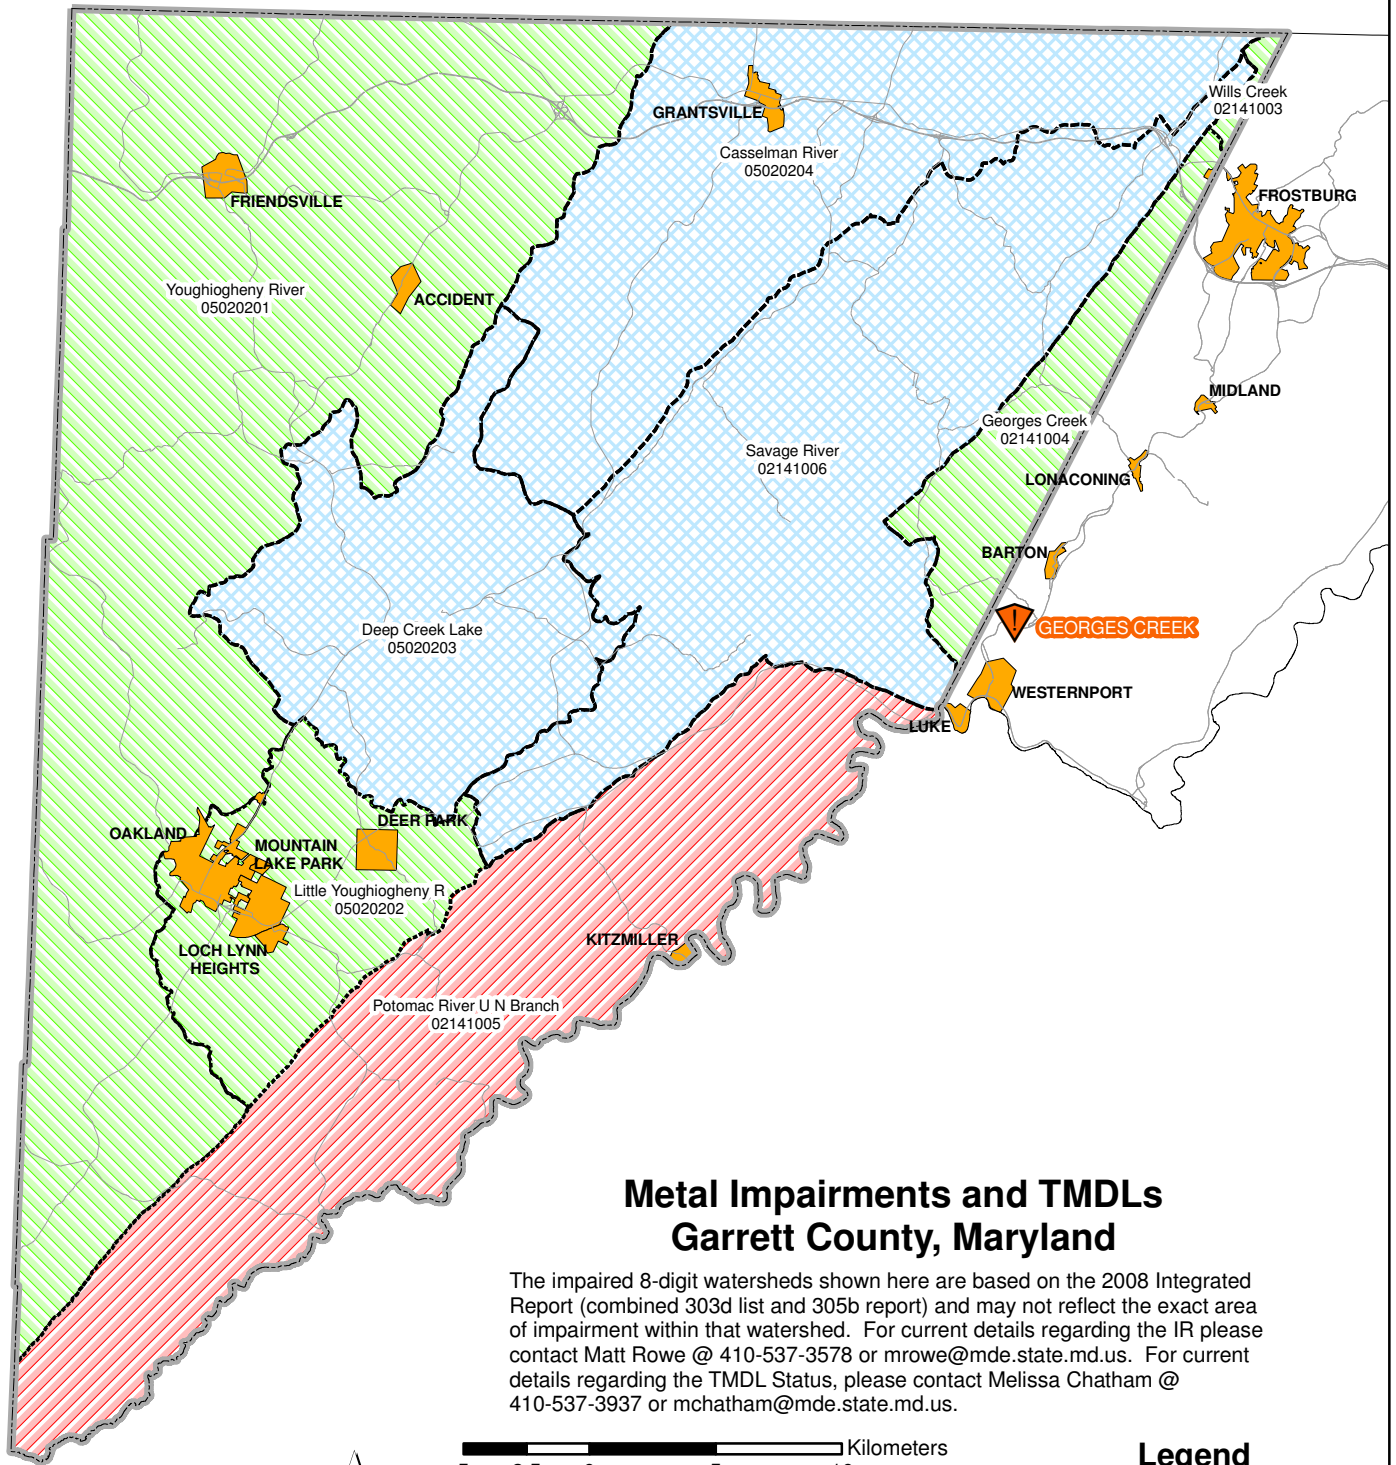 Wills Creek
02141003
GRANTSVILLE
Casselman River
05020204
FRIENDSVILLE
FROSTBURG
Youghiogheny River
05020201
ACCIDENT
MIDLAND
Georges Creek
02141004
Savage River
02141006
LONACONING
BARTON
Deep Creek Lake
05020203
!
GEORGES CREEK
WESTERNPORT
LUKE
DEER PARK
OAKLAND
MOUNTAIN
LAKE PARK
Little Youghiogheny R
05020202
KITZMILLER
LOCH LYNN
HEIGHTS
Potomac River U N Branch
02141005
Metal Impairments and TMDLs
Garrett County, Maryland
The impaired 8-digit watersheds shown here are based on the 2008 Integrated
Report (combined 303d list and 305b report) and may not reflect the exact area
of impairment within that watershed.  For current details regarding the IR please
contact Matt Rowe @ 410-537-3578 or mrowe@mde.state.md.us.  For current
details regarding the TMDL Status, please contact Melissa Chatham @
410-537-3937 or mchatham@mde.state.md.us.
Kilometers
Legend